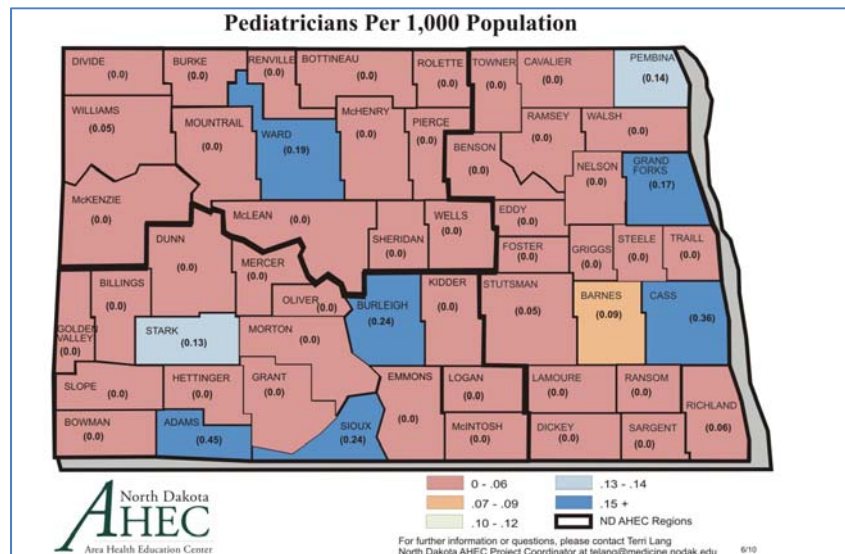 Pediatricians Per 1,000 Population
DIVIDE
(0.0)
BURKE
(0.0)
RENVILLE
(0.0)
BOTTINEAU
(0.0)
ROLETTE
(0.0)
TOWNER
(0.0)
CAVALIER
(0.0)
PEMBINA
(0.14)
WILLIAMS
(0.05)
MOUNTRAIL
(0.0)
WARD
(0.19)
McHENRY
(0.0)
PIERCE
(0.0)
BENSON
(0.0)
RAMSEY
(0.0)
WALSH
(0.0)
NELSON
(0.0)
GRAND
FORKS
(0.17)
McKENZIE
(0.0)
McLEAN
(0.0)
SHERIDAN
(0.0)
WELLS
(0.0)
EDDY
(0.0)
FOSTER
(0.0)
GRIGGS
(0.0)
STEELE
(0.0)
TRAILL
(0.0)
DUNN
(0.0)
MERCER
(0.0)
OLIVER
(0.0)
BILLINGS
(0.0)
GOLDEN
VALLEY
(0.0)
STARK
(0.13)
MORTON
(0.0)
BURLEIGH
(0.24)
KIDDER
(0.0)
STUTSMAN
(0.05)
BARNES
(0.09)
CASS
(0.36)
SLOPE
(0.0)
HETTINGER
(0.0)
GRANT
(0.0)
EMMONS
(0.0)
LOGAN
(0.0)
LAMOURE
(0.0)
RANSOM
(0.0)
RICHLAND
(0.06)
BOWMAN
(0.0)
ADAMS
(0.45)
SIOUX
(0.24)
McINTOSH
(0.0)
DICKEY
(0.0)
SARGENT
(0.0)
0 - .06
.07 - .09
.10 - .12
.13 - .14
.15 +
ND AHEC Regions
North Dakota
AHEC
Area Health Education Center
For further information or questions, please contact Terri Lang
North Dakota AHEC Project Coordinator at telang@medicine.nodak.edu
6/10